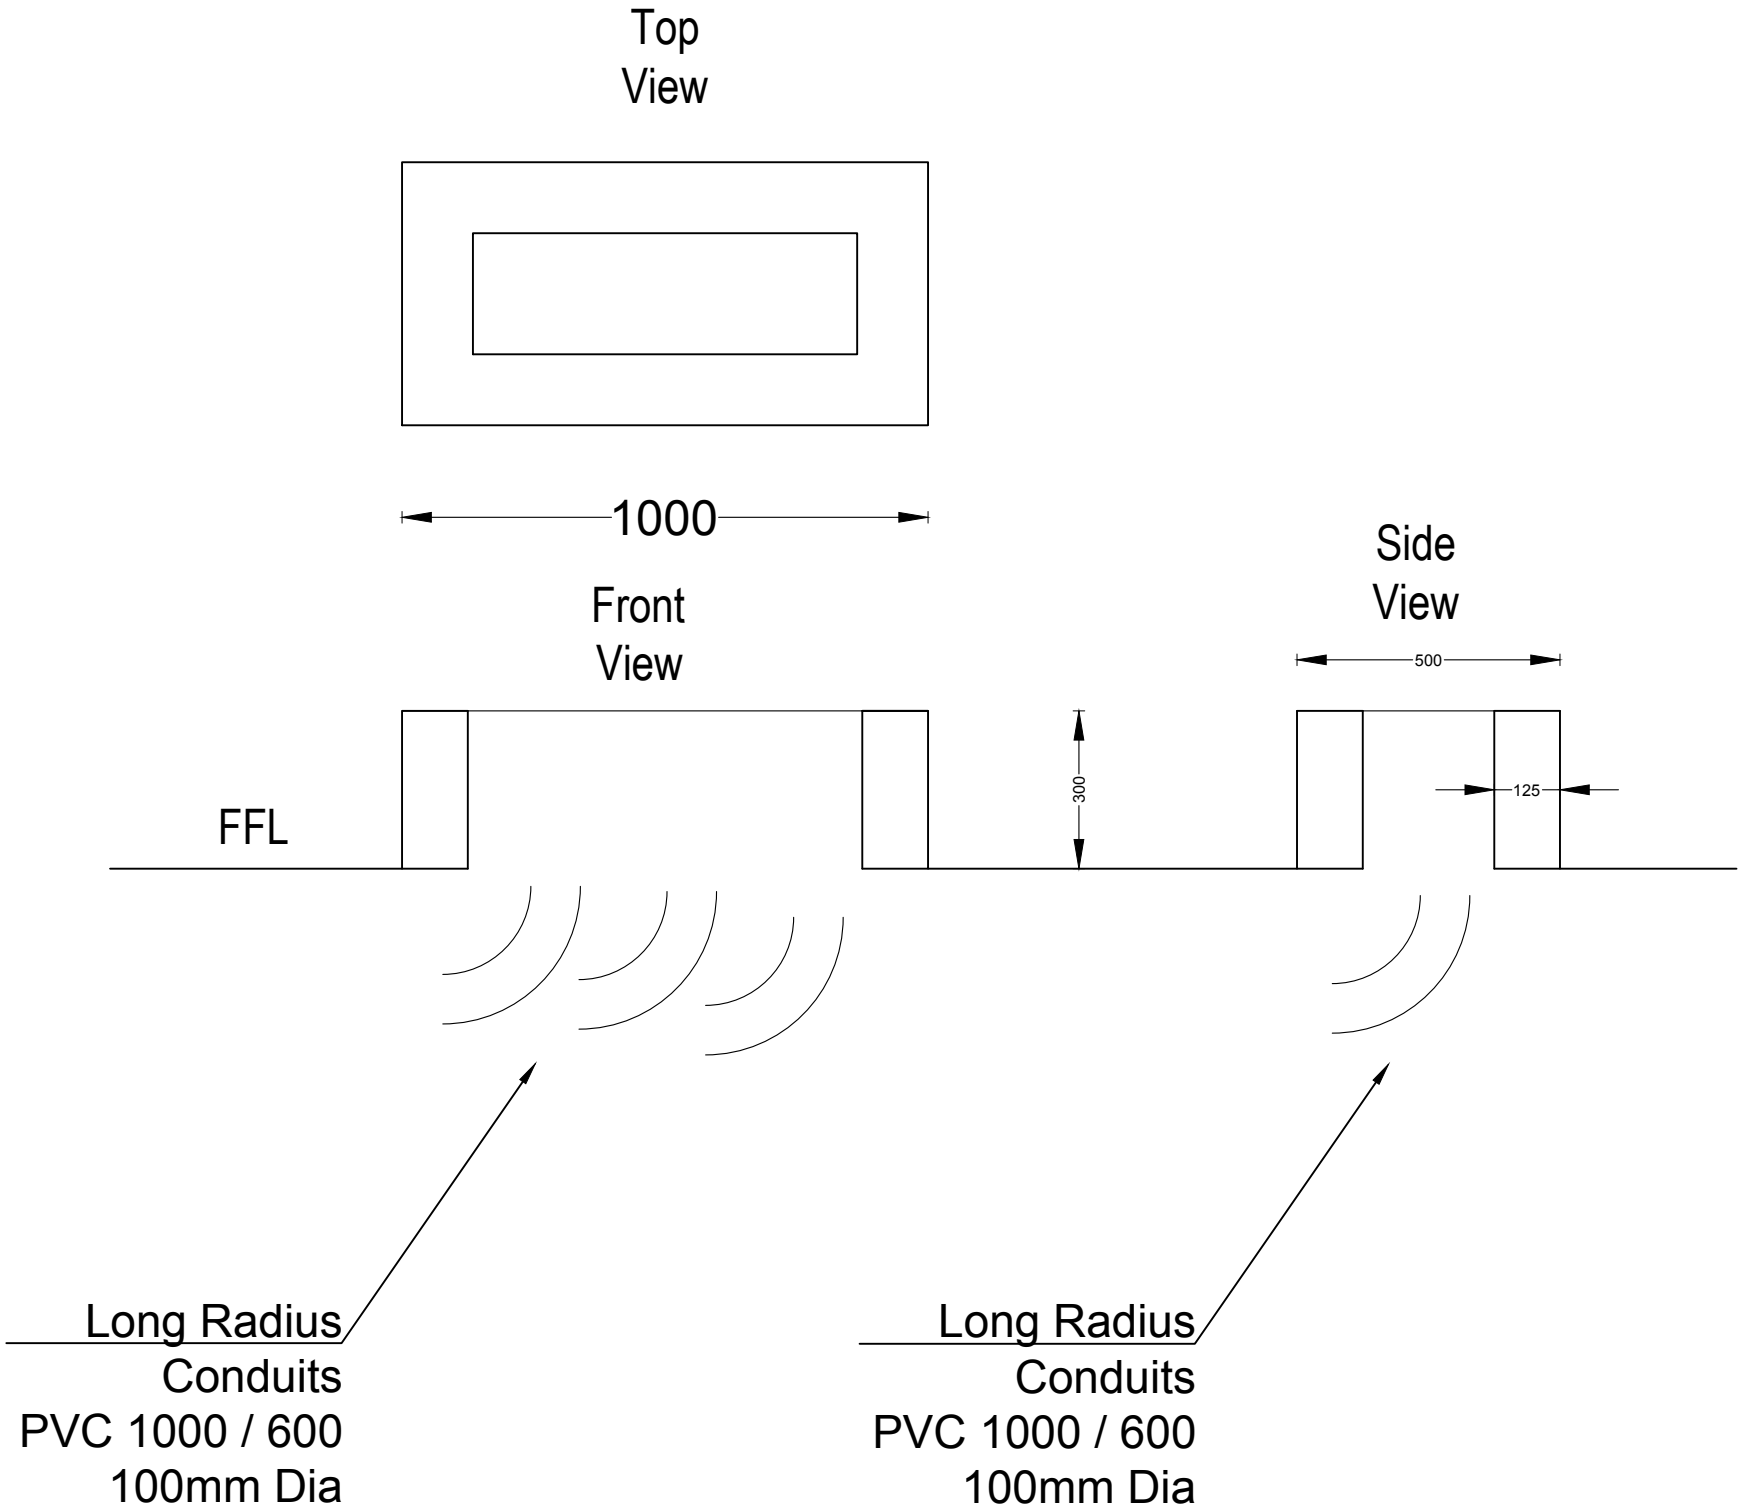 Top
View
1000
Front
View
Side
View
500
300
125
FFL
Long Radius
Conduits
PVC 1000 / 600
100mm Dia
Long Radius
Conduits
PVC 1000 / 600
100mm Dia